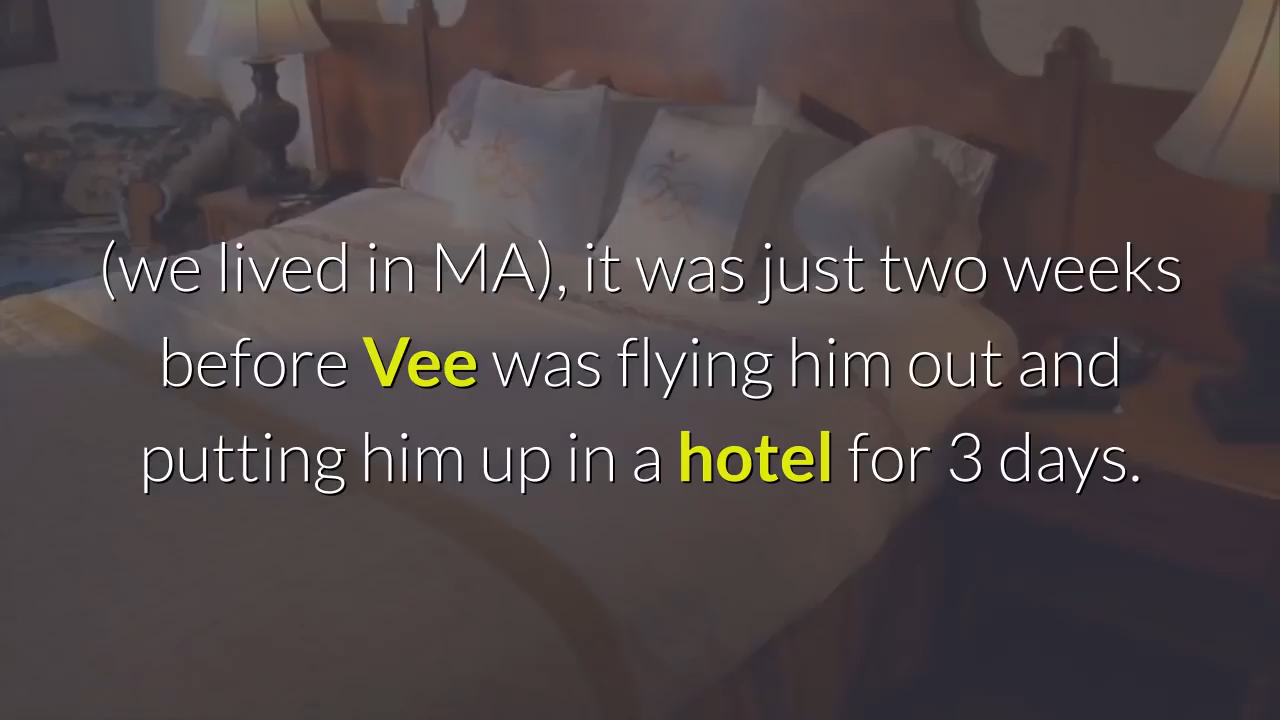 (we lived in MA), it was just two weeks
before Vee was flying him out and
putting him up in a hotel for 3 days.